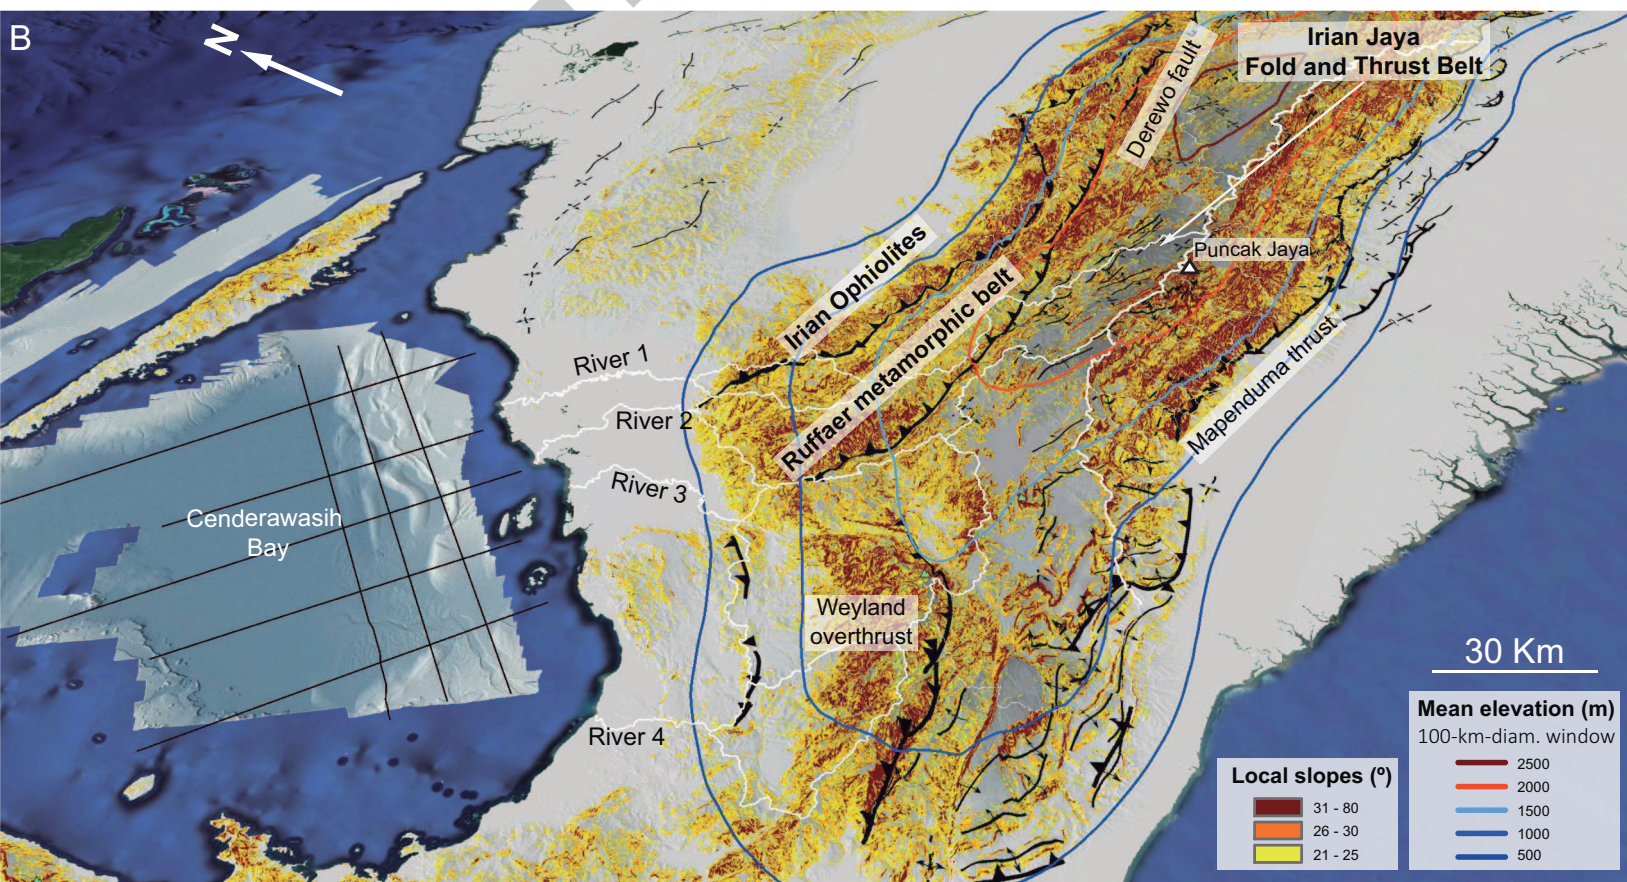 B
N
Irian Jaya
Fold and Thrust Belt
Derewo fault
Puncak Jaya
Irian Ophiolites
Ruffaer metamorphic belt
Mapenduma thrust
River 1
River 2
River 3
Cenderawasih
Bay
Weyland
overthrust
River 4
30 Km
Local slopes (º)
31 - 80
26 - 30
21 - 25
Mean elevation (m)
100-km-diam. window
2500
2000
1500
1000
500